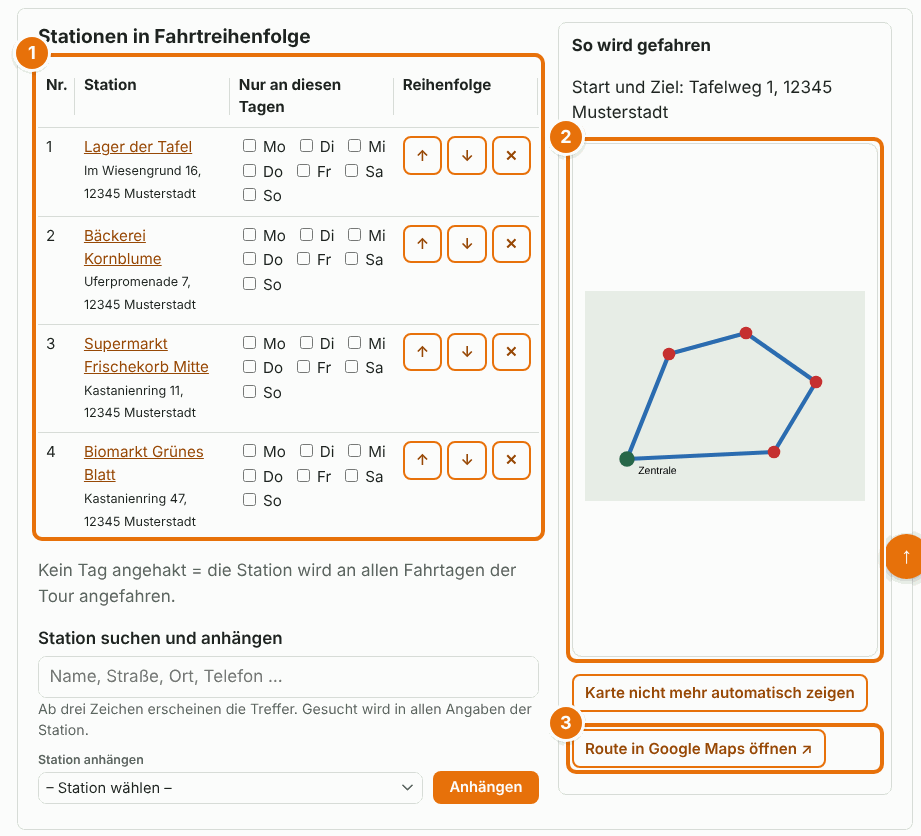 Stationen in Fahrtreihenfolge
1
Nr. Station Nur an diesen Tagen Reihenfolge
1 Lager der Tafel
Im Wiesengrund 16,
12345 Musterstadt
Mo Di Mi
Do Fr Sa
So
↑ ↓ ×
2 Bäckerei
Kornblume
Uferpromenade 7,
12345 Musterstadt
Mo Di Mi
Do Fr Sa
So
↑ ↓ ×
3 Supermarkt
Frischekorb Mitte
Kastanienring 11,
12345 Musterstadt
Mo Di Mi
Do Fr Sa
So
↑ ↓ ×
4 Biomarkt Grünes
Blatt
Kastanienring 47,
12345 Musterstadt
Mo Di Mi
Do Fr Sa
So
↑ ↓ ×
Kein Tag angehakt = die Station wird an allen Fahrtagen der
Tour angefahren.
Station suchen und anhängen
Name, Straße, Ort, Telefon ...
Ab drei Zeichen erscheinen die Treffer. Gesucht wird in allen Angaben der
Station.
Station anhängen
– Station wählen –
Anhängen
So wird gefahren
Start und Ziel: Tafelweg 1, 12345
Musterstadt
2
Zentrale
Karte nicht mehr automatisch zeigen
3
Route in Google Maps öffnen ↗
↑